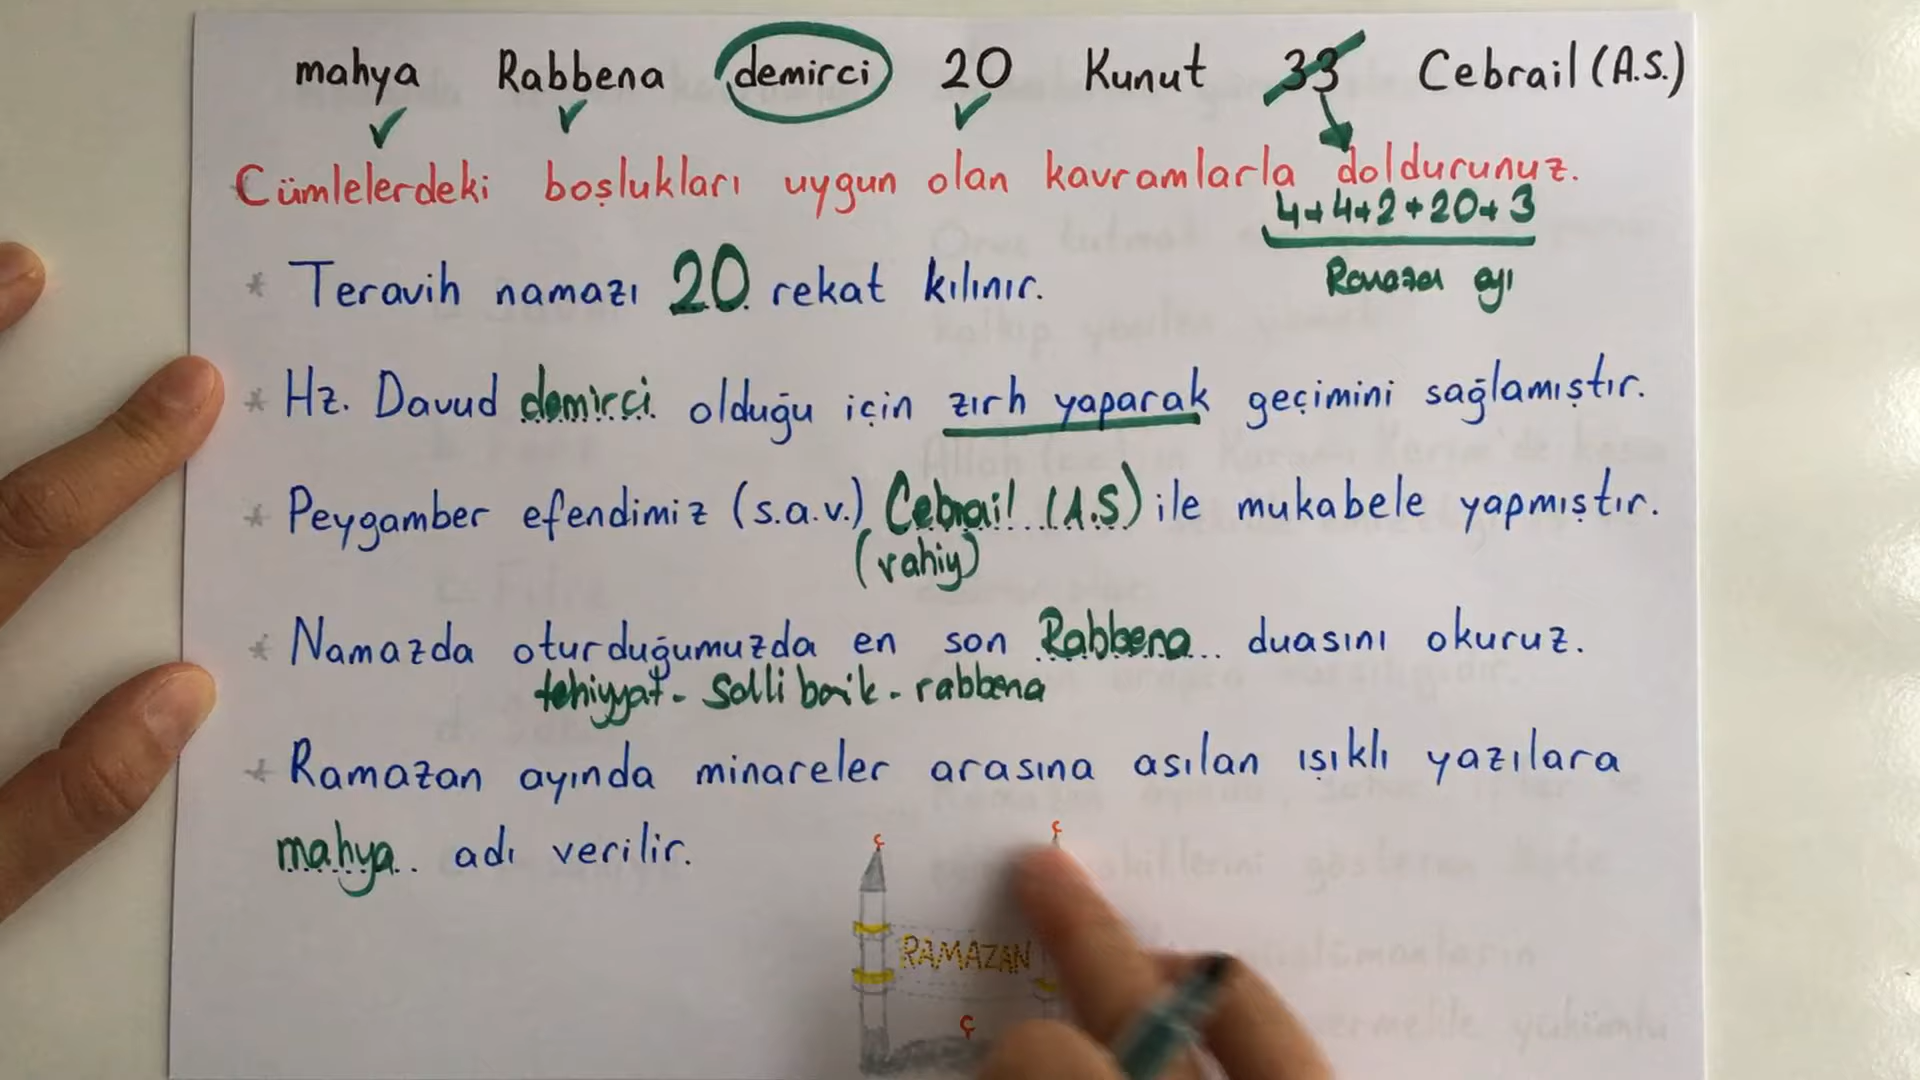 mahya Rabbena demirci 20 Kunut 33 Cebrail (A.S.)
Cümlelerdeki boşlukları uygun olan kavramlarla doldurunuz.
4+4+2+20+3
Ramazan ayı
* Teravih namazı 20 rekat kılınır.
* Hz. Davud demirci olduğu için zırh yaparak geçimini sağlamıştır.
* Peygamber efendimiz (s.a.v.) Cebrail (A.S) ile mukabele yapmıştır.
(vahiy)
* Namazda oturduğumuzda en son Rabbena duasını okuruz.
tehiyyat - Salli barik - rabbena
* Ramazan ayında minareler arasına asılan ışıklı yazılara
mahya adı verilir.
RAMAZAN